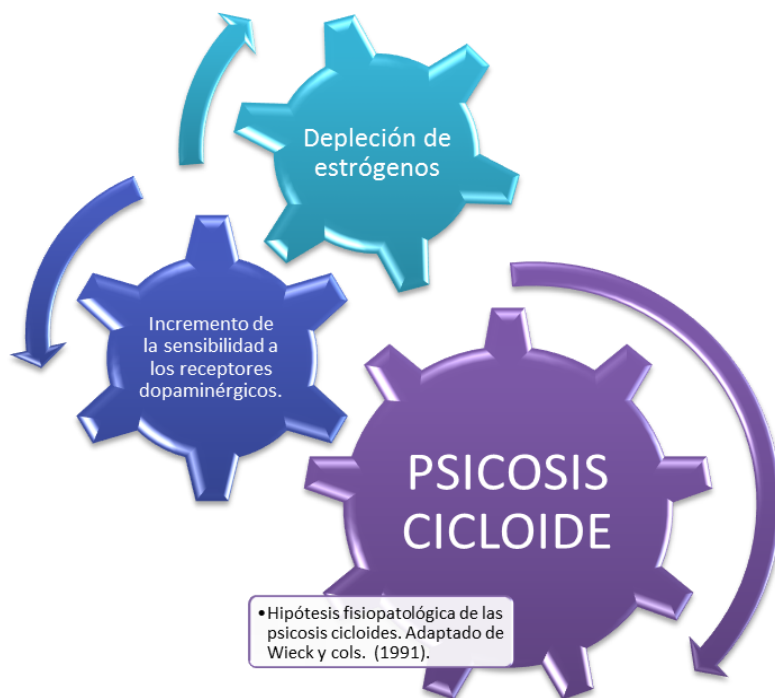 Depleción de
estrógenos
Incremento de
la sensibilidad a
los receptores
dopaminérgicos.
PSICOSIS
CICLOIDE
•Hipótesis fisiopatológica de las
psicosis cicloides. Adaptado de
Wieck y cols. (1991).